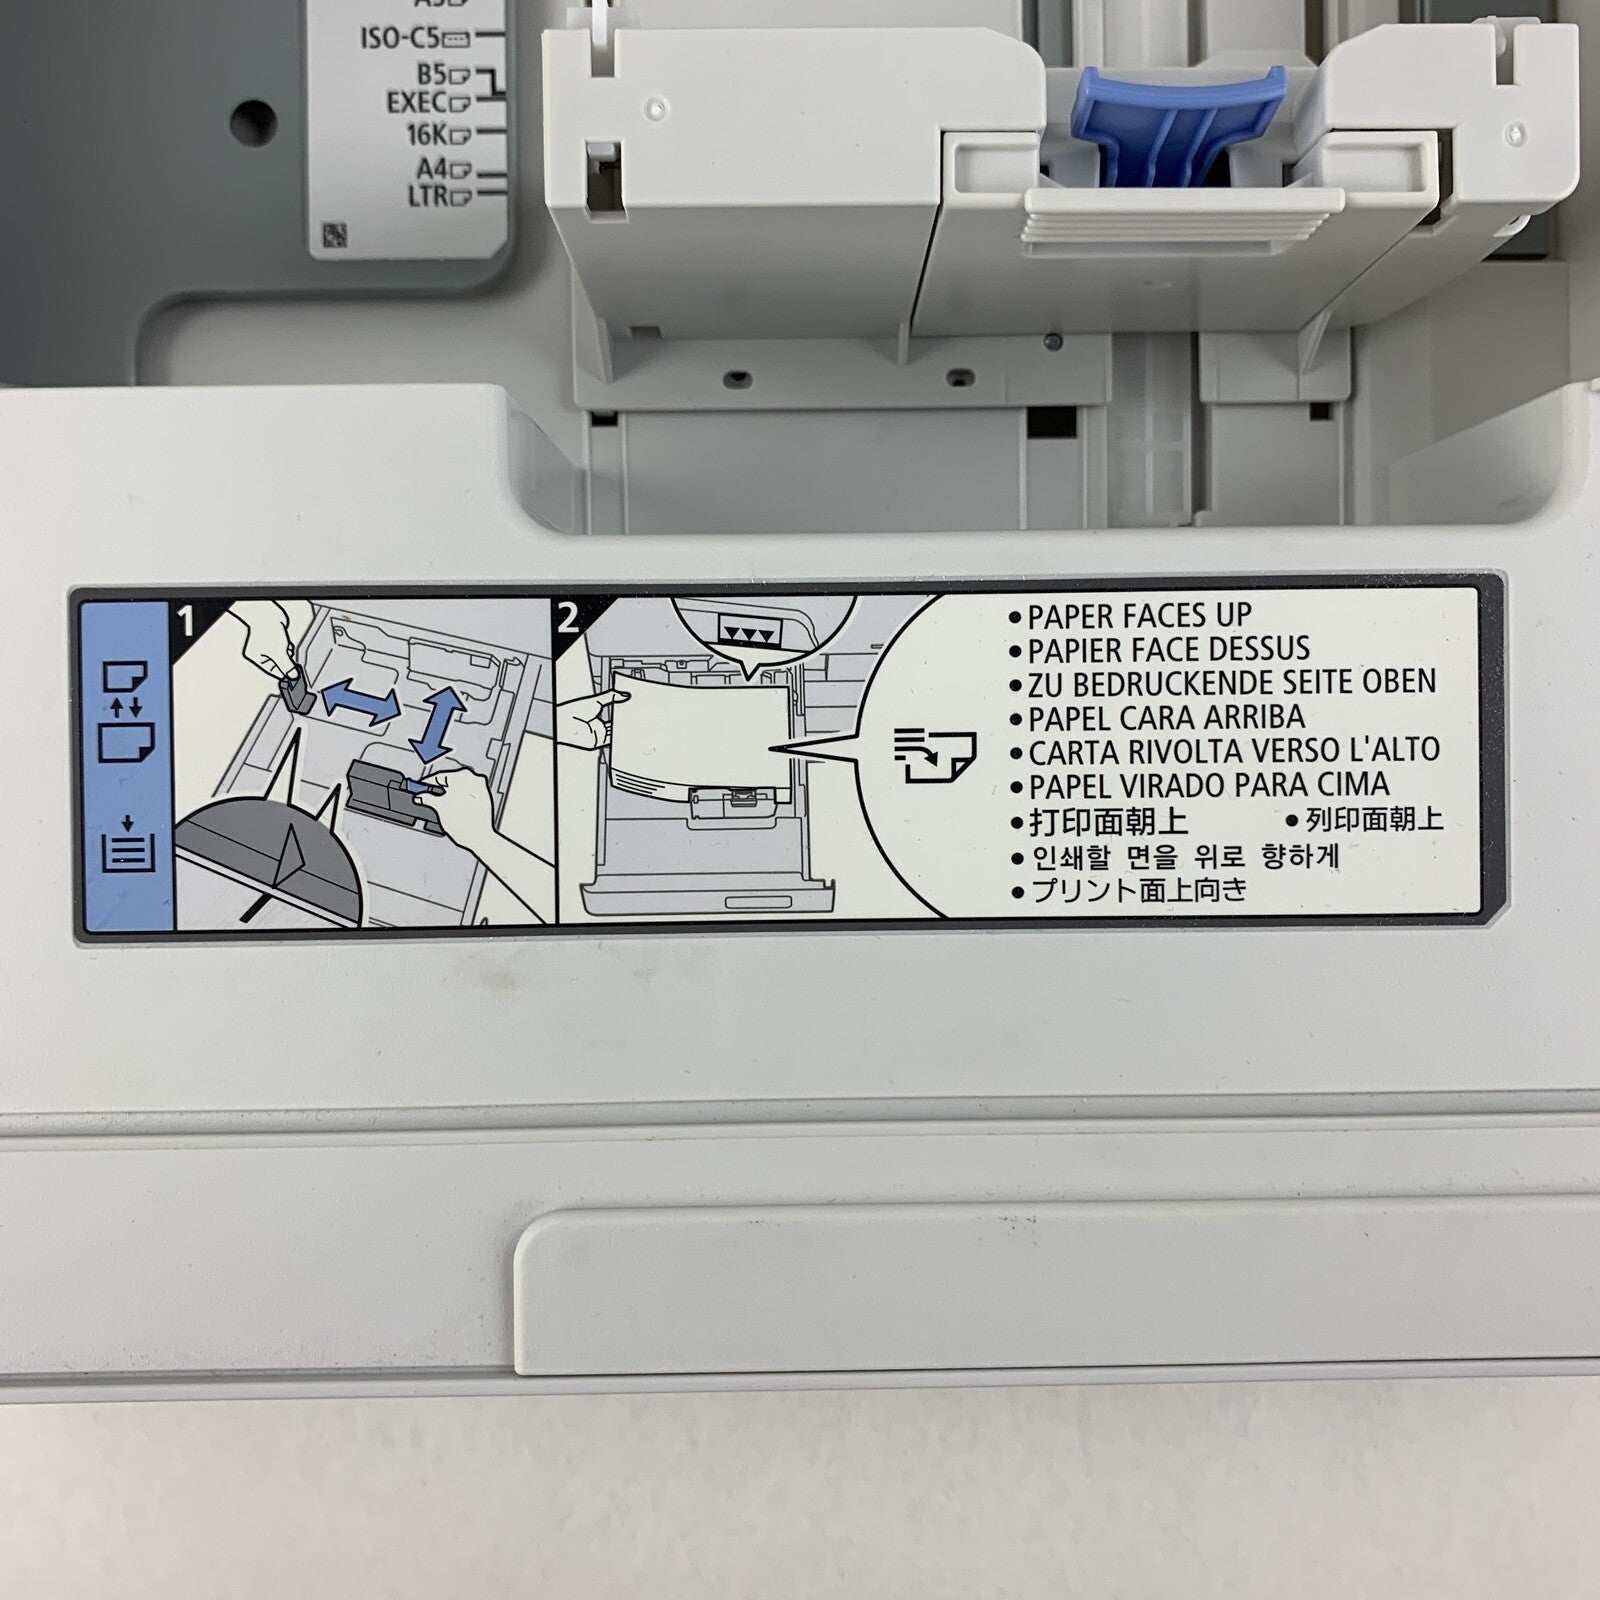 A5
ISO-C5
B5
EXEC
16K
A4
LTR
1
2
•PAPER FACES UP
•PAPIER FACE DESSUS
•ZU BEDRUCKENDE SEITE OBEN
•PAPEL CARA ARRIBA
•CARTA RIVOLTA VERSO L'ALTO
•PAPEL VIRADO PARA CIMA
•打印面朝上 •列印面朝上
•인쇄할 면을 위로 향하게
•プリント面上向き